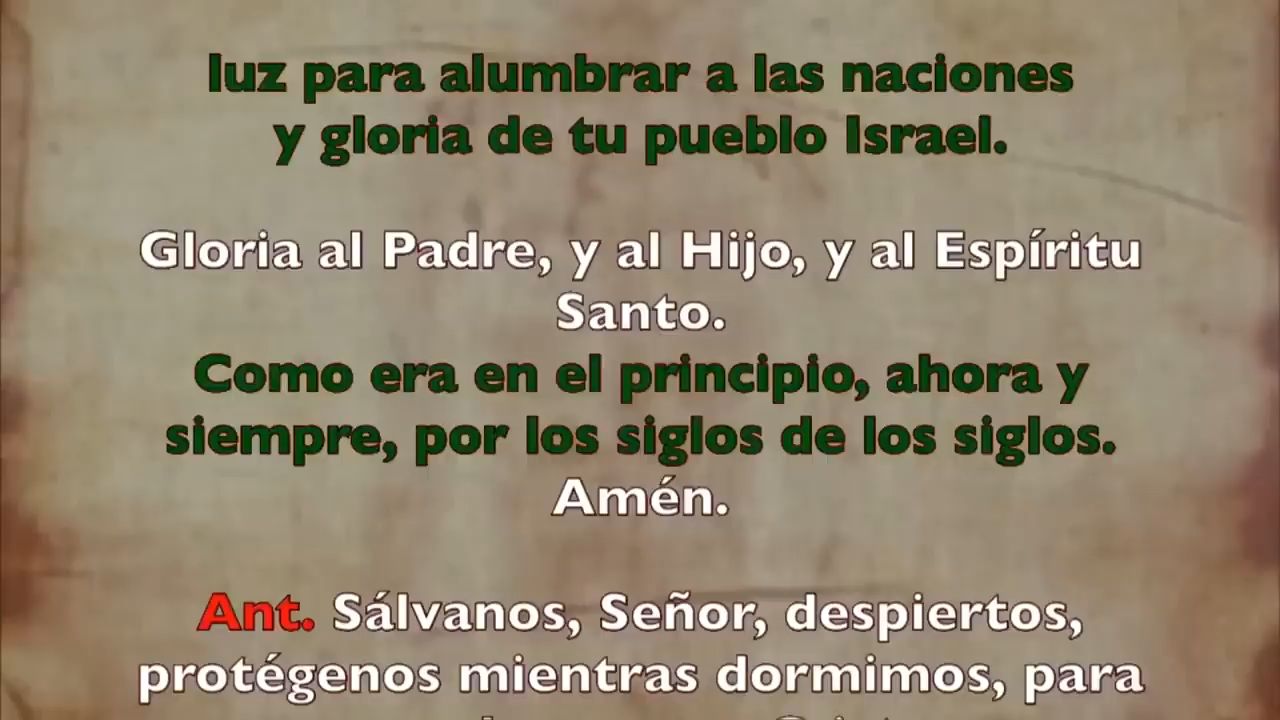 luz para alumbrar a las naciones
y gloria de tu pueblo Israel.
Gloria al Padre, y al Hijo, y al Espíritu
Santo.
Como era en el principio, ahora y
siempre, por los siglos de los siglos.
Amén.
Ant. Sálvanos, Señor, despiertos,
protégenos mientras dormimos, para